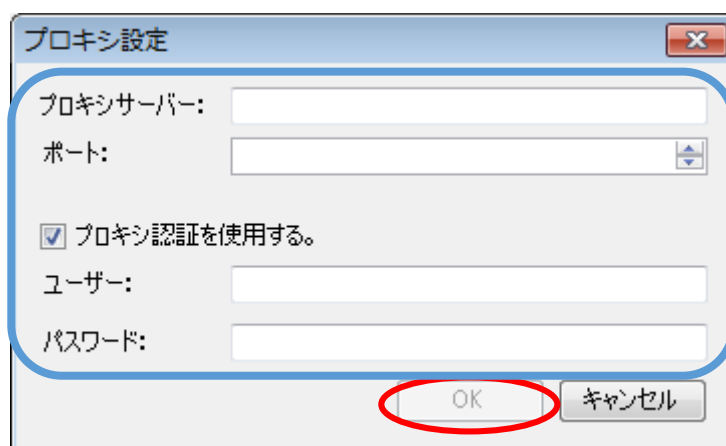 プロキシ設定
プロキシサーバー:
ポート:
プロキシ認証を使用する。
ユーザー:
パスワード:
OK
キャンセル